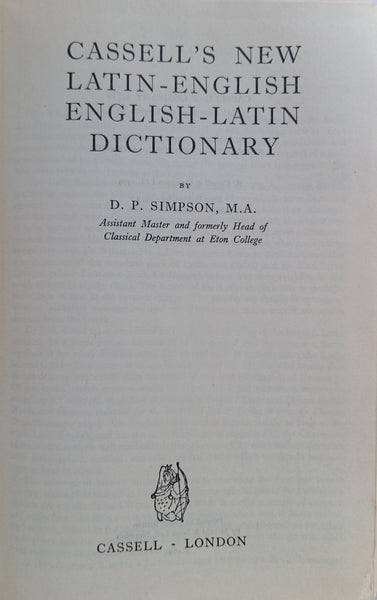 CASSELL'S NEW
LATIN-ENGLISH
ENGLISH-LATIN
DICTIONARY
BY
D. P. SIMPSON, M.A.
Assistant Master and formerly Head of
Classical Department at Eton College
CASSELL - LONDON